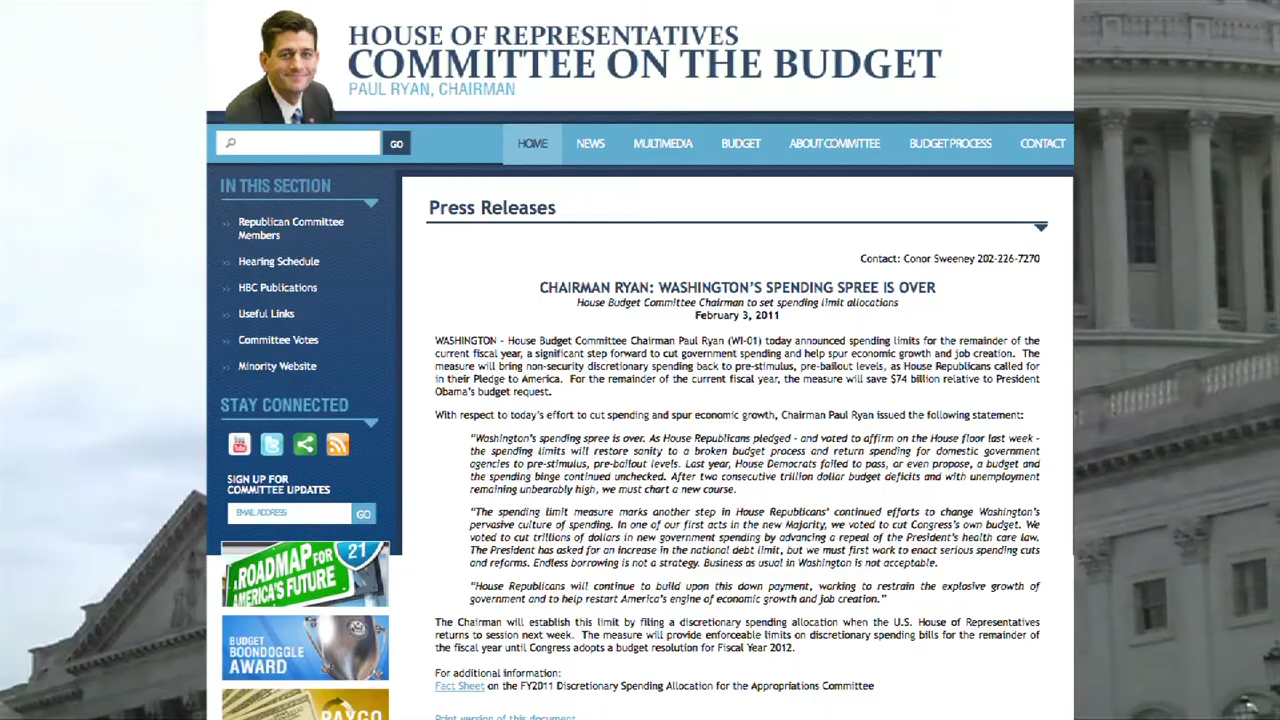 HOUSE OF REPRESENTATIVES
COMMITTEE ON THE BUDGET
PAUL RYAN, CHAIRMAN
GO
HOME NEWS MULTIMEDIA BUDGET ABOUT COMMITTEE BUDGET PROCESS CONTACT
IN THIS SECTION
Republican Committee
Members
Hearing Schedule
HBC Publications
Useful Links
Committee Votes
Minority Website
STAY CONNECTED
You
Tube
SIGN UP FOR
COMMITTEE UPDATES
EMAIL ADDRESS GO
21
A ROADMAP FOR
AMERICA'S FUTURE
BUDGET
BOONDOGGLE
AWARD
PAYGO
Press Releases
Contact: Conor Sweeney 202-226-7270
CHAIRMAN RYAN: WASHINGTON'S SPENDING SPREE IS OVER
House Budget Committee Chairman to set spending limit allocations
February 3, 2011
WASHINGTON - House Budget Committee Chairman Paul Ryan (WI-01) today announced spending limits for the remainder of the
current fiscal year, a significant step forward to cut government spending and help spur economic growth and job creation. The
measure will bring non-security discretionary spending back to pre-stimulus, pre-bailout levels, as House Republicans called for
in their Pledge to America. For the remainder of the current fiscal year, the measure will save $74 billion relative to President
Obama's budget request.
With respect to today's effort to cut spending and spur economic growth, Chairman Paul Ryan issued the following statement:
"Washington's spending spree is over. As House Republicans pledged - and voted to affirm on the House floor last week -
the spending limits will restore sanity to a broken budget process and return spending for domestic government
agencies to pre-stimulus, pre-bailout levels. Last year, House Democrats failed to pass, or even propose, a budget and
the spending binge continued unchecked. After two consecutive trillion dollar budget deficits and with unemployment
remaining unbearably high, we must chart a new course.
"The spending limit measure marks another step in House Republicans' continued efforts to change Washington's
pervasive culture of spending. In one of our first acts in the new Majority, we voted to cut Congress's own budget. We
voted to cut trillions of dollars in new government spending by advancing a repeal of the President's health care law.
The President has asked for an increase in the national debt limit, but we must first work to enact serious spending cuts
and reforms. Endless borrowing is not a strategy. Business as usual in Washington is not acceptable.
"House Republicans will continue to build upon this down payment, working to restrain the explosive growth of
government and to help restart America's engine of economic growth and job creation."
The Chairman will establish this limit by filing a discretionary spending allocation when the U.S. House of Representatives
returns to session next week. The measure will provide enforceable limits on discretionary spending bills for the remainder of
the fiscal year until Congress adopts a budget resolution for Fiscal Year 2012.
For additional information:
Fact Sheet on the FY2011 Discretionary Spending Allocation for the Appropriations Committee
Print version of this document